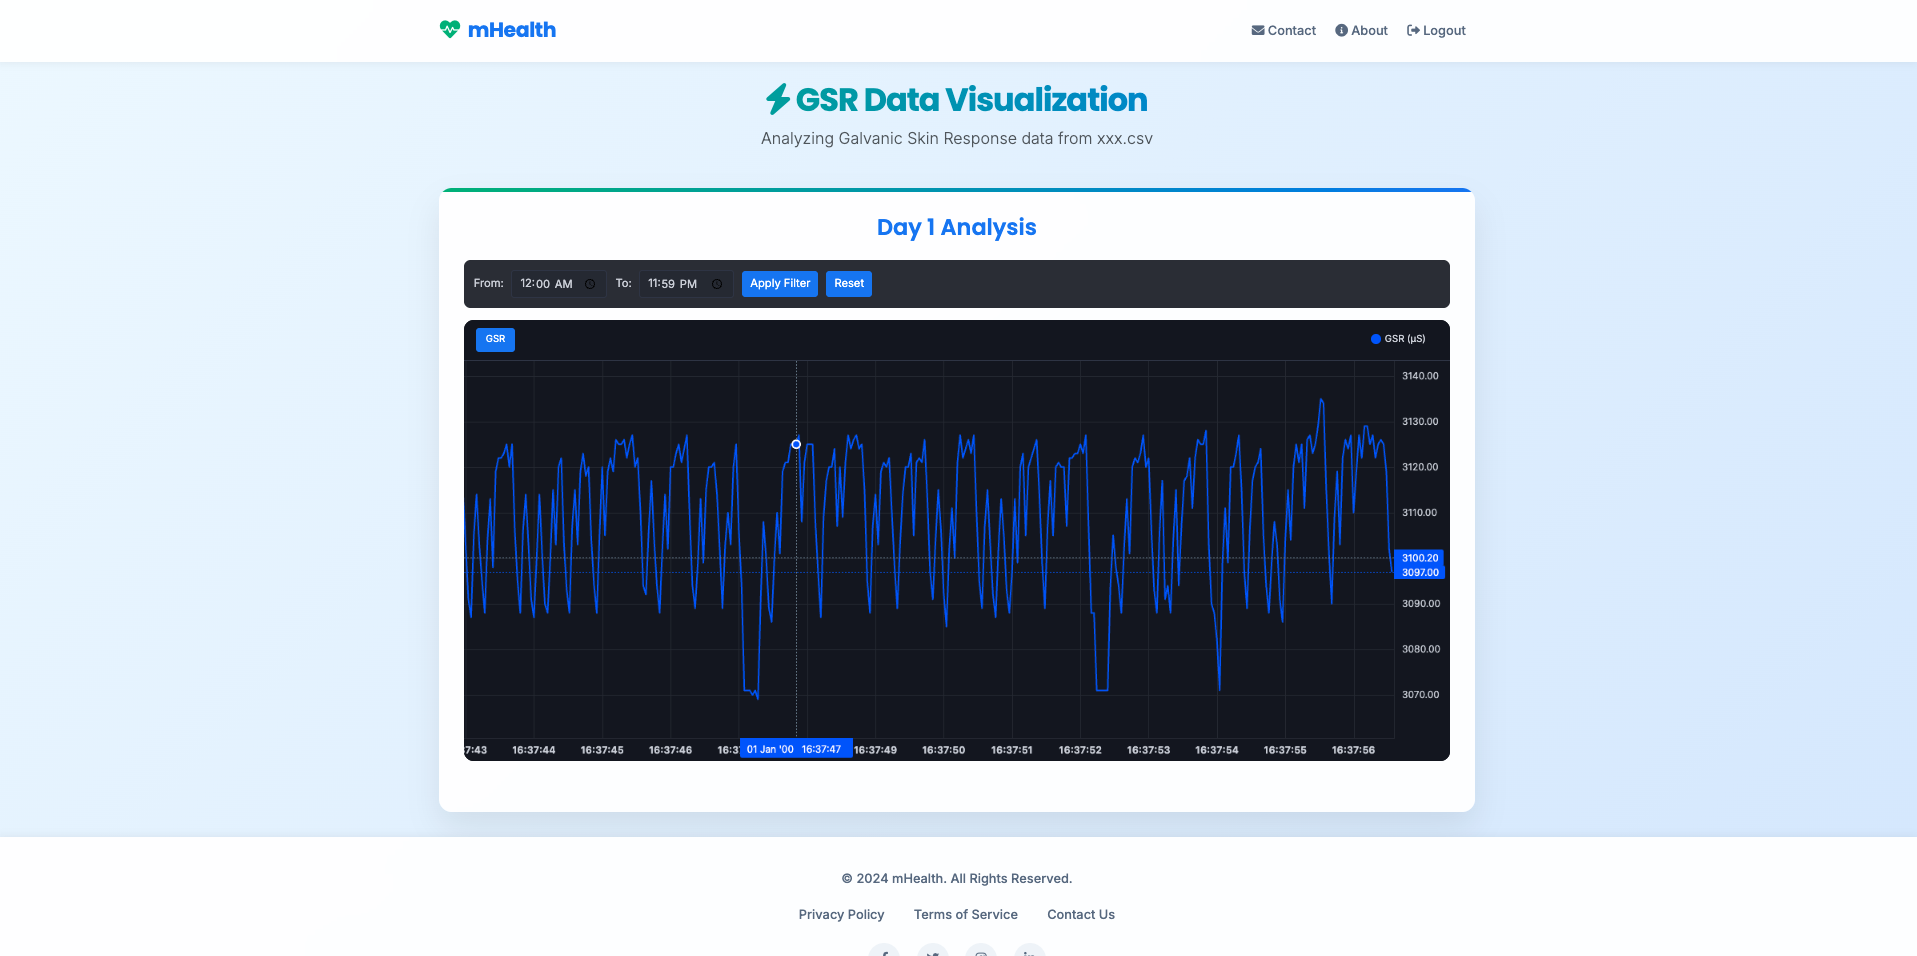 mHealth
Contact
About
Logout
GSR Data Visualization
Analyzing Galvanic Skin Response data from xxx.csv
Day 1 Analysis
From: 12:00 AM To: 11:59 PM Apply Filter Reset
GSR
GSR (µS)
3140.00
3130.00
3120.00
3110.00
3100.20
3097.00
3090.00
3080.00
3070.00
7:43 16:37:44 16:37:45 16:37:46 16:3 01 Jan '00 16:37:47 16:37:49 16:37:50 16:37:51 16:37:52 16:37:53 16:37:54 16:37:55 16:37:56
© 2024 mHealth. All Rights Reserved.
Privacy Policy Terms of Service Contact Us